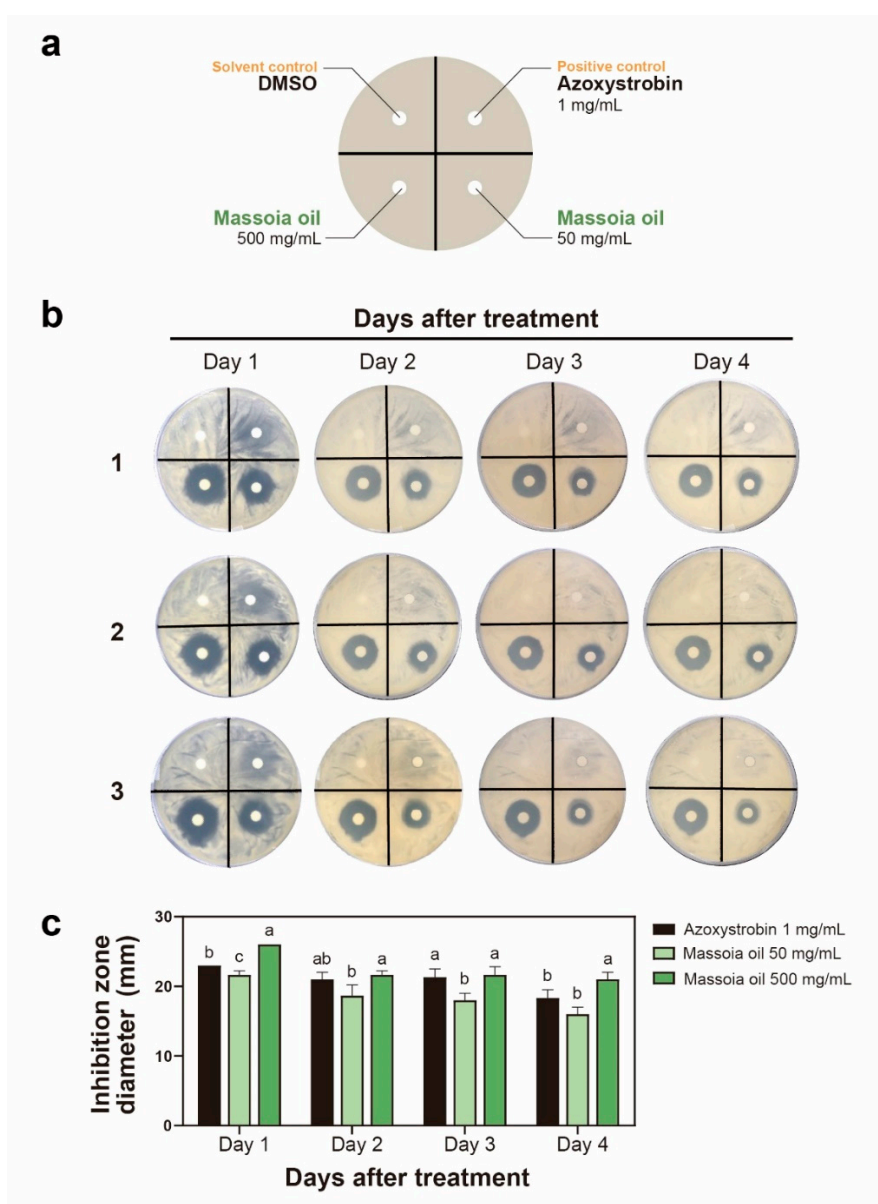 a
Solvent control
DMSO
Positive control
Azoxystrobin
1 mg/mL
Massoia oil
500 mg/mL
Massoia oil
50 mg/mL
b
Days after treatment
Day 1 Day 2 Day 3 Day 4
1
2
3
c
Inhibition zone
diameter (mm)
30
20
10
0
b c a
ab b a
a b a
b b a
Day 1 Day 2 Day 3 Day 4
Days after treatment
Azoxystrobin 1 mg/mL
Massoia oil 50 mg/mL
Massoia oil 500 mg/mL